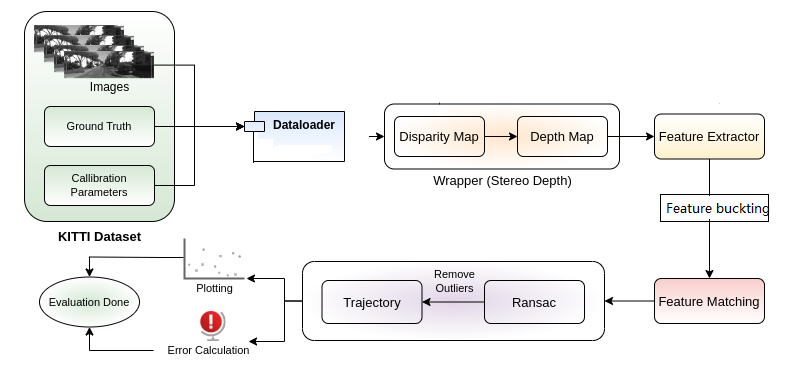 Images
Ground Truth
Callibration
Parameters
KITTI Dataset
Dataloader
Disparity Map
Depth Map
Wrapper (Stereo Depth)
Feature Extractor
Feature buckting
Feature Matching
Remove
Outliers
Ransac
Trajectory
Plotting
Error Calculation
Evaluation Done